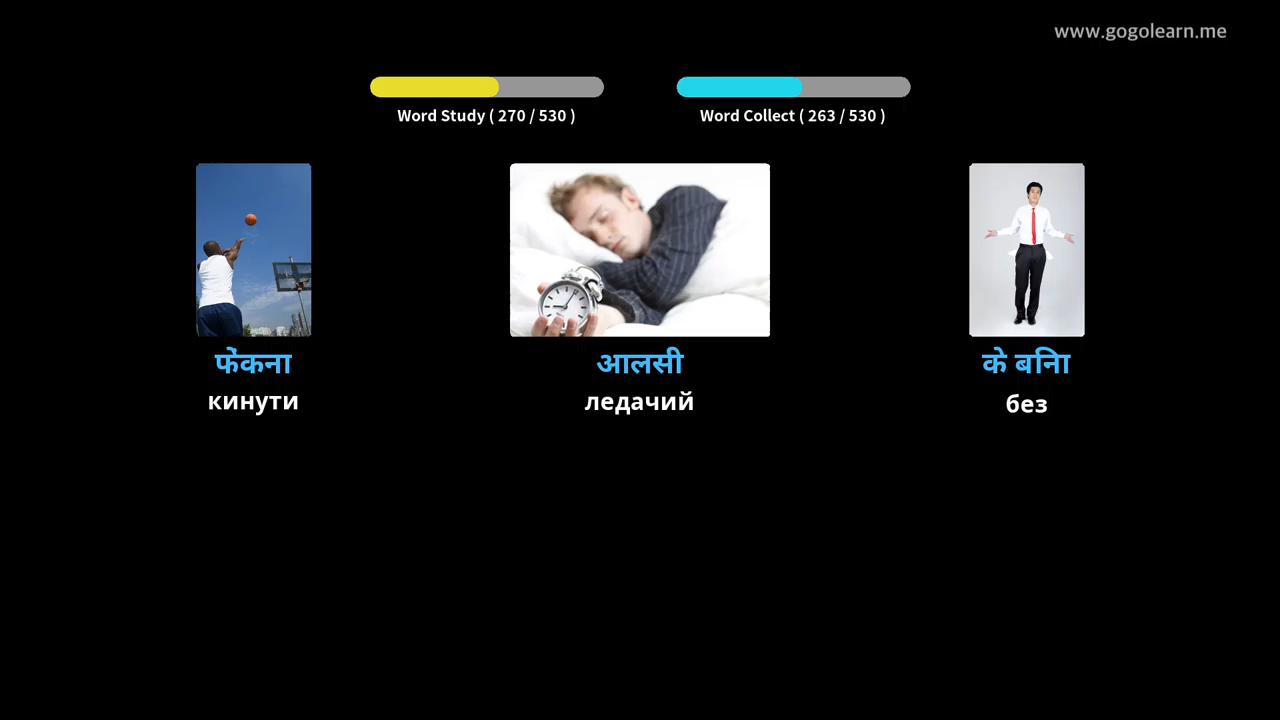 www.gogolearn.me
Word Study ( 270 / 530 )
Word Collect ( 263 / 530 )
फेंकना
आलसी
के बिना
кинути
ледачий
без